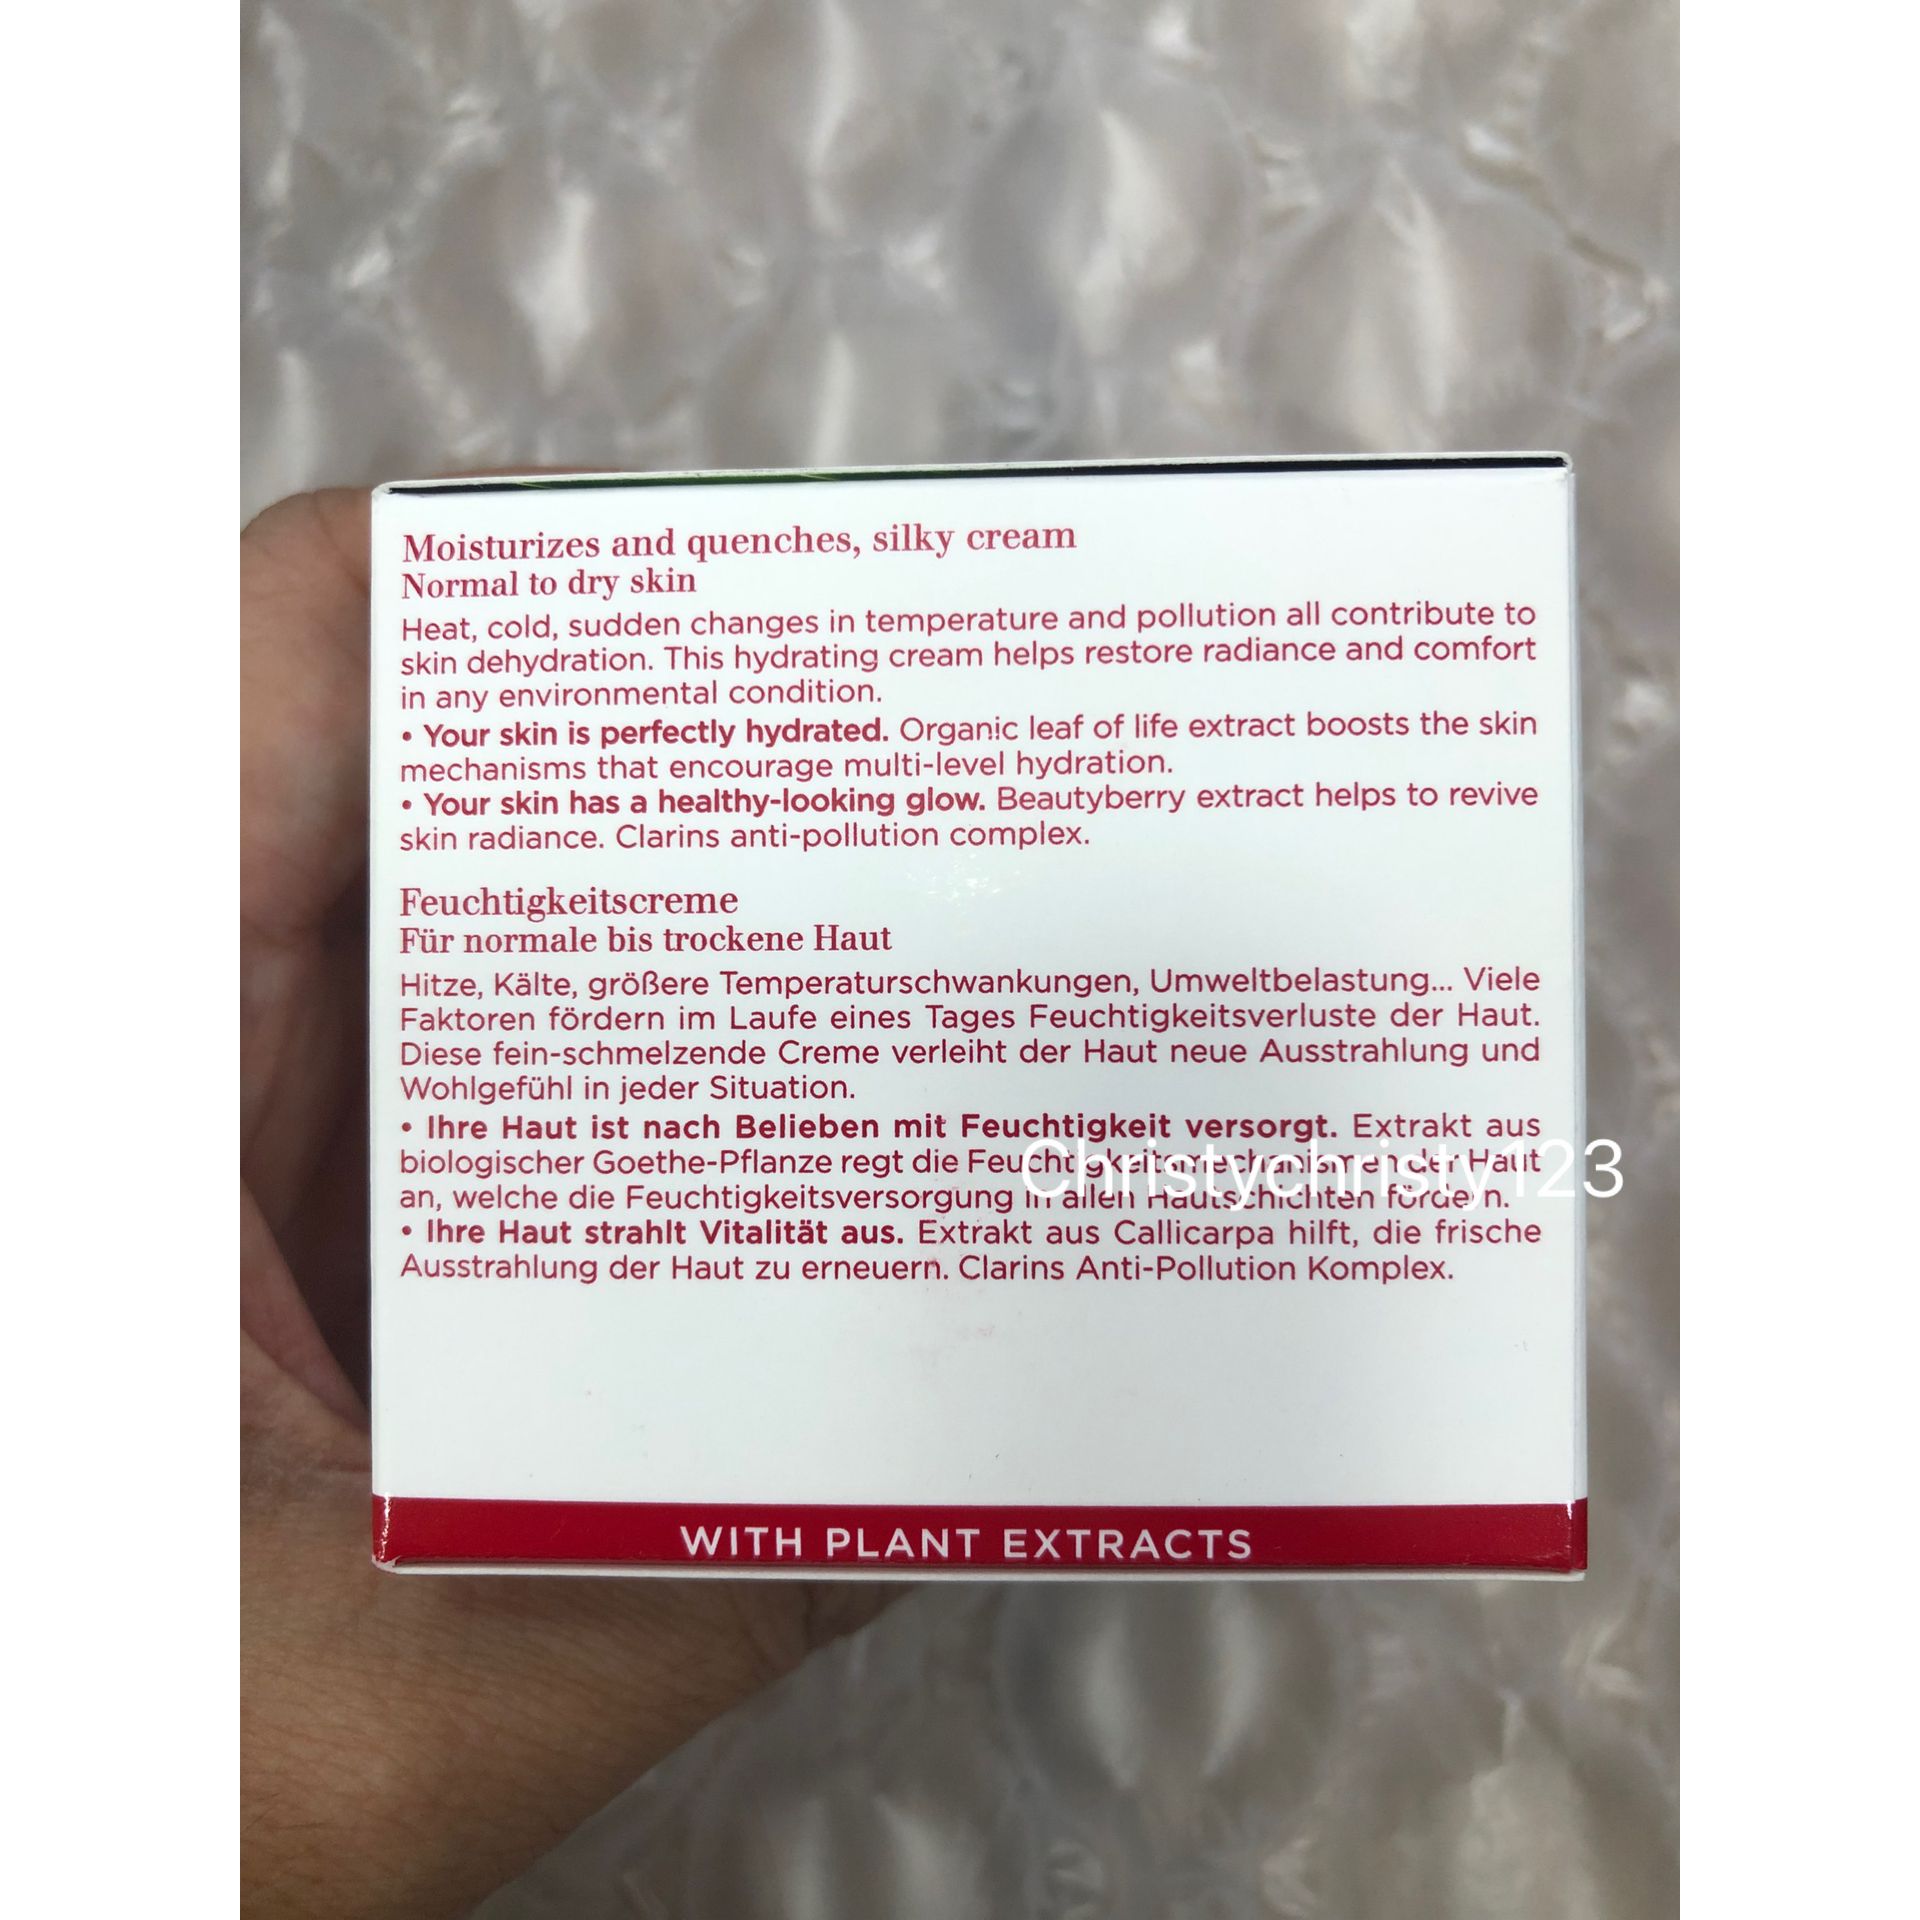 Moisturizes and quenches, silky cream
Normal to dry skin
Heat, cold, sudden changes in temperature and pollution all contribute to
skin dehydration. This hydrating cream helps restore radiance and comfort
in any environmental condition.
• Your skin is perfectly hydrated. Organic leaf of life extract boosts the skin
mechanisms that encourage multi-level hydration.
• Your skin has a healthy-looking glow. Beautyberry extract helps to revive
skin radiance. Clarins anti-pollution complex.
Feuchtigkeitscreme
Für normale bis trockene Haut
Hitze, Kälte, größere Temperaturschwankungen, Umweltbelastung... Viele
Faktoren fördern im Laufe eines Tages Feuchtigkeitsverluste der Haut.
Diese fein-schmelzende Creme verleiht der Haut neue Ausstrahlung und
Wohlgefühl in jeder Situation.
• Ihre Haut ist nach Belieben mit Feuchtigkeit versorgt. Extrakt aus
biologischer Goethe-Pflanze regt die Feuchtigkeitsmechanismen der Haut
an, welche die Feuchtigkeitsversorgung in allen Hautschichten fördern.
• Ihre Haut strahlt Vitalität aus. Extrakt aus Callicarpa hilft, die frische
Ausstrahlung der Haut zu erneuern. Clarins Anti-Pollution Komplex.
Christychristy123
WITH PLANT EXTRACTS